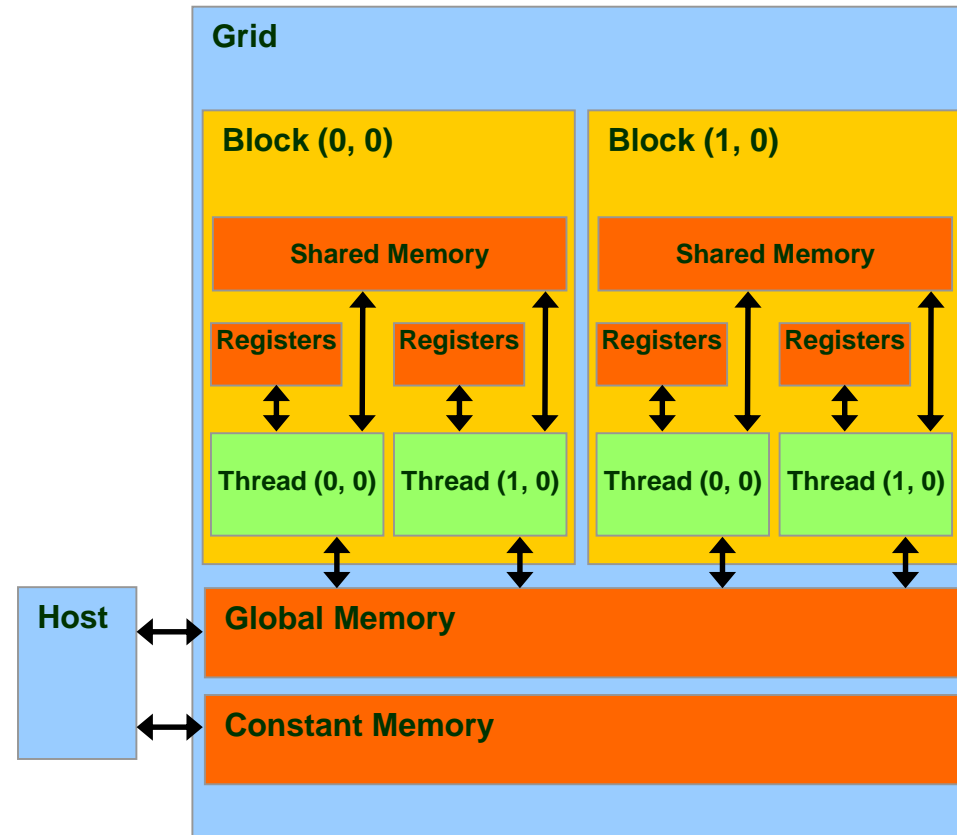 Grid
Block (0, 0)
Block (1, 0)
Shared Memory
Shared Memory
Registers
Registers
Registers
Registers
Thread (0, 0)
Thread (1, 0)
Thread (0, 0)
Thread (1, 0)
Host
Global Memory
Constant Memory